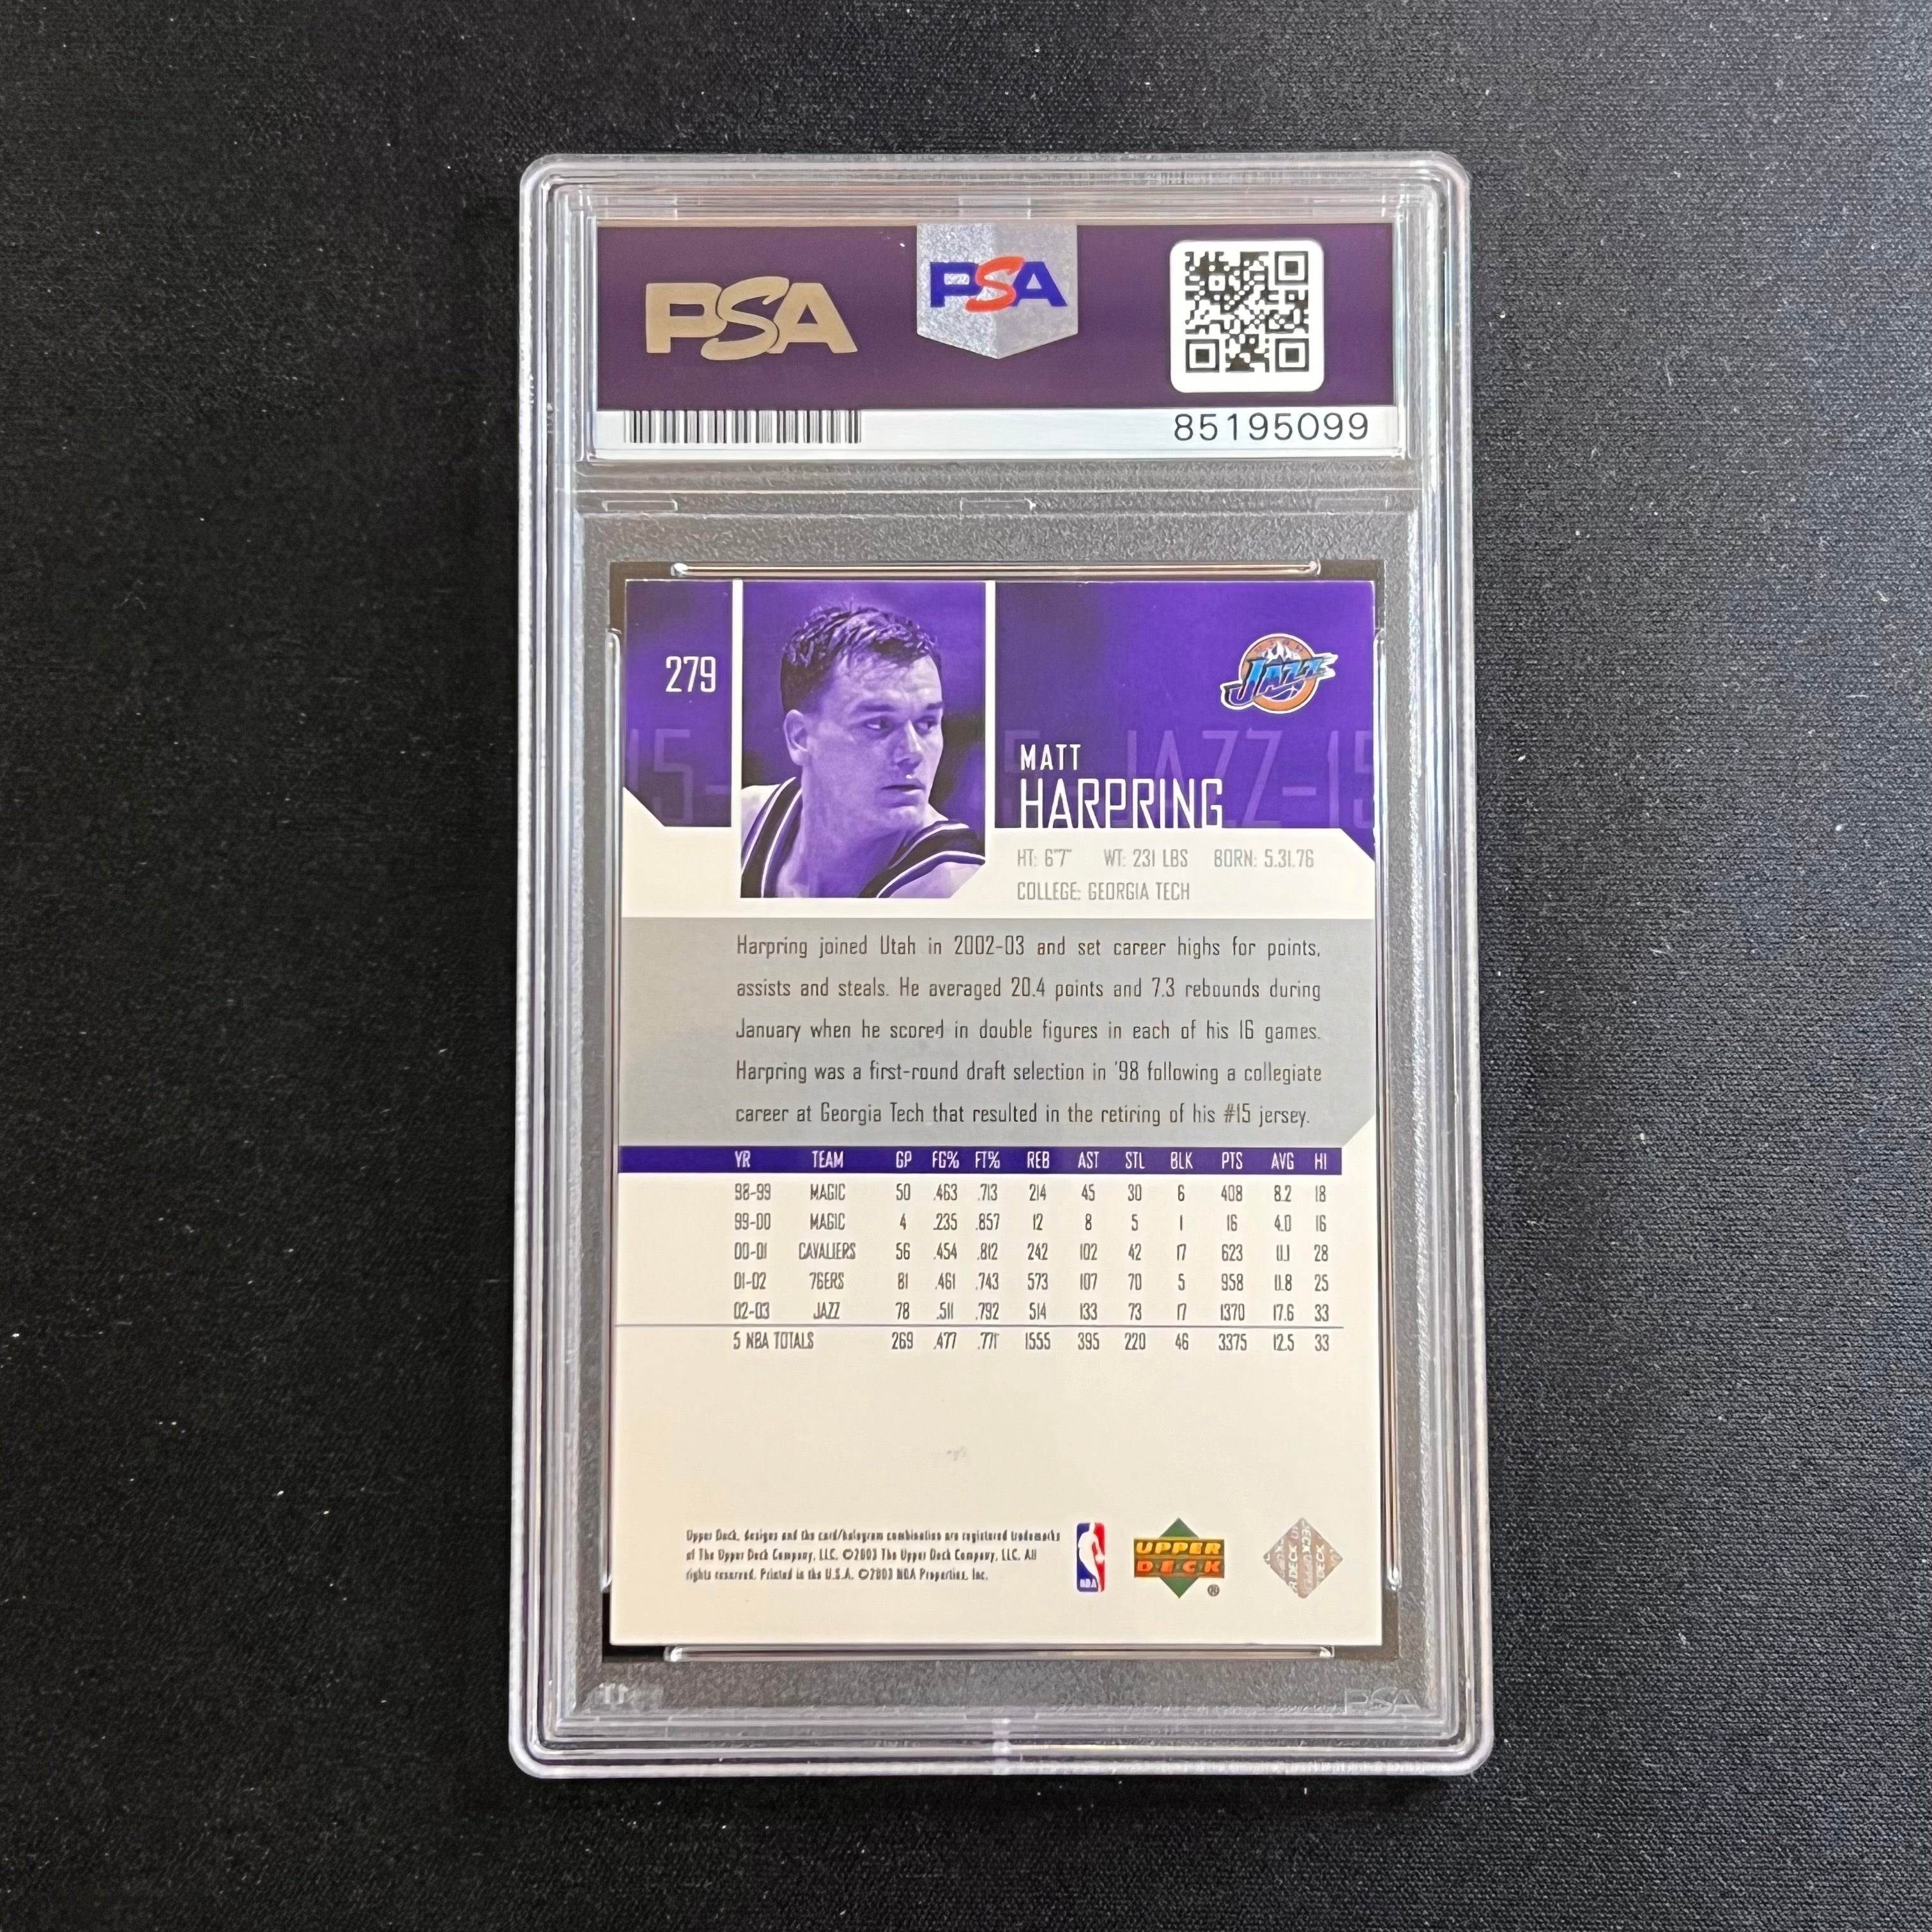 PSA
PSA
85195099
279
JAZZ
15-
15 JAZZ-15
MATT
HARPRING
HT: 6'7" WT: 231 LBS BORN: 5.31.76
COLLEGE: GEORGIA TECH
Harpring joined Utah in 2002-03 and set career highs for points,
assists and steals. He averaged 20.4 points and 7.3 rebounds during
January when he scored in double figures in each of his 16 games.
Harpring was a first-round draft selection in '98 following a collegiate
career at Georgia Tech that resulted in the retiring of his #15 jersey.
YR TEAM GP FG% FT% REB AST STL BLK PTS AVG HI
98-99 MAGIC 50 .463 .713 214 45 30 6 408 8.2 18
99-00 MAGIC 4 .235 .857 12 8 5 1 16 4.0 16
00-01 CAVALIERS 56 .454 .812 242 102 42 17 623 11.1 28
01-02 76ERS 81 .461 .743 573 107 70 5 958 11.8 25
02-03 JAZZ 78 .511 .792 514 133 73 17 1370 17.6 33
5 NBA TOTALS 269 .477 .771 1555 395 220 46 3375 12.5 33
Upper Deck, designs and the card/hologram combination are registered trademarks
of The Upper Deck Company, LLC. ©2003 The Upper Deck Company, LLC. All
rights reserved. Printed in the U.S.A. ©2003 NBA Properties, Inc.
NBA
UPPER
DECK
®
PSA